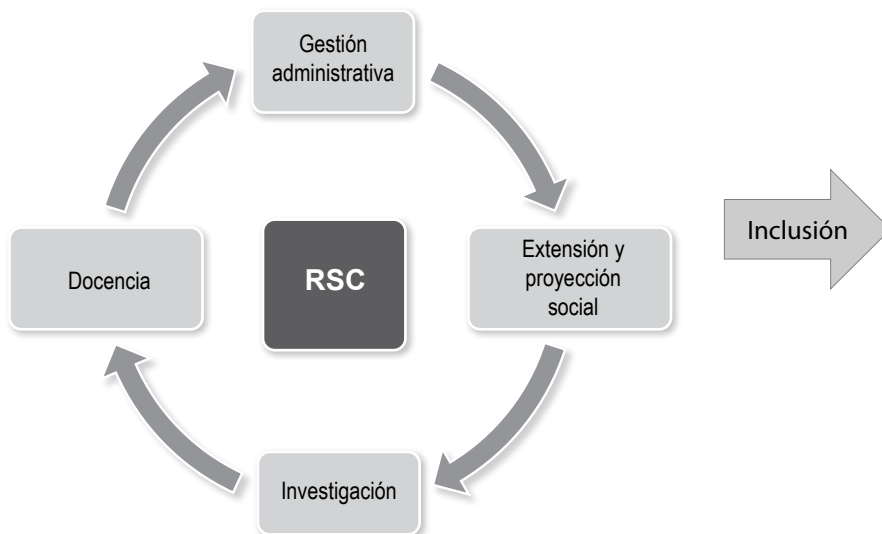 Gestión
administrativa
Docencia
RSC
Extensión y
proyección
social
Inclusión
Investigación